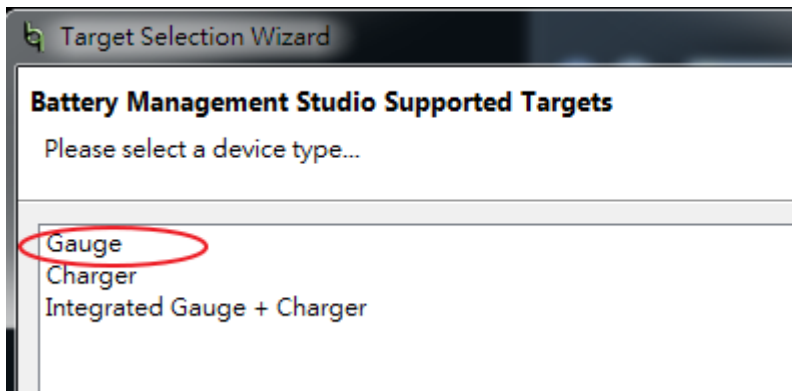 Target Selection Wizard
Battery Management Studio Supported Targets
Please select a device type...
Gauge
Charger
Integrated Gauge + Charger